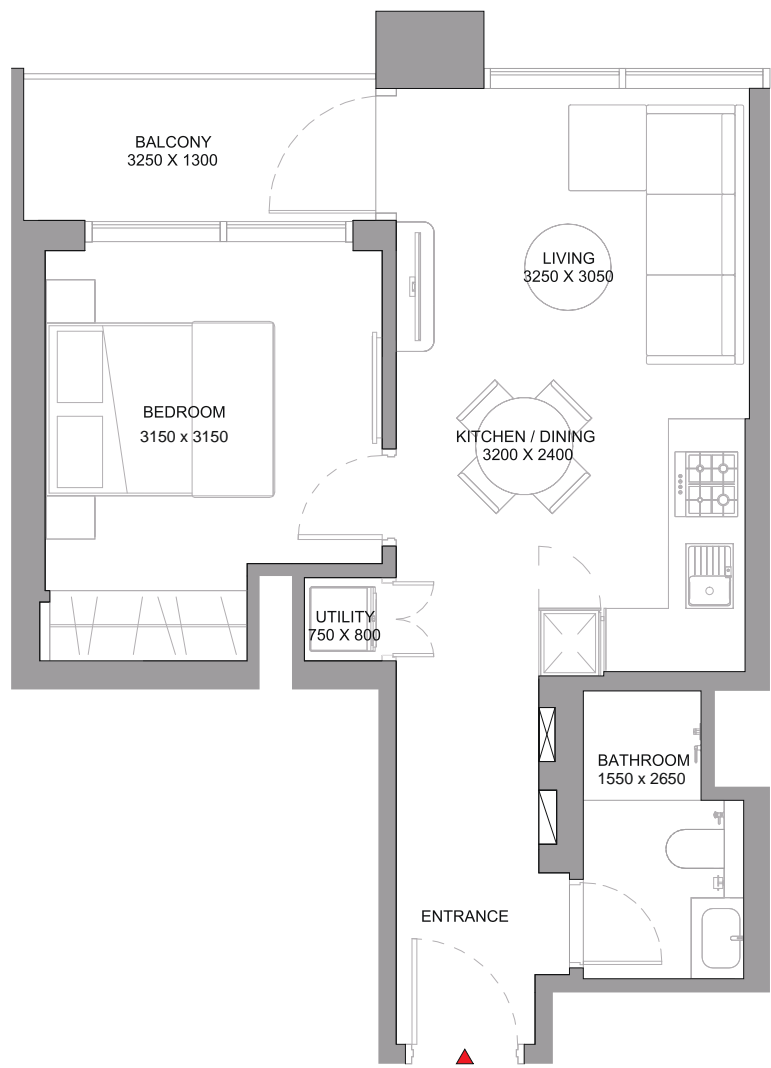 BALCONY
3250 X 1300
LIVING
3250 X 3050
BEDROOM
3150 x 3150
KITCHEN / DINING
3200 X 2400
UTILITY
750 X 800
BATHROOM
1550 x 2650
ENTRANCE